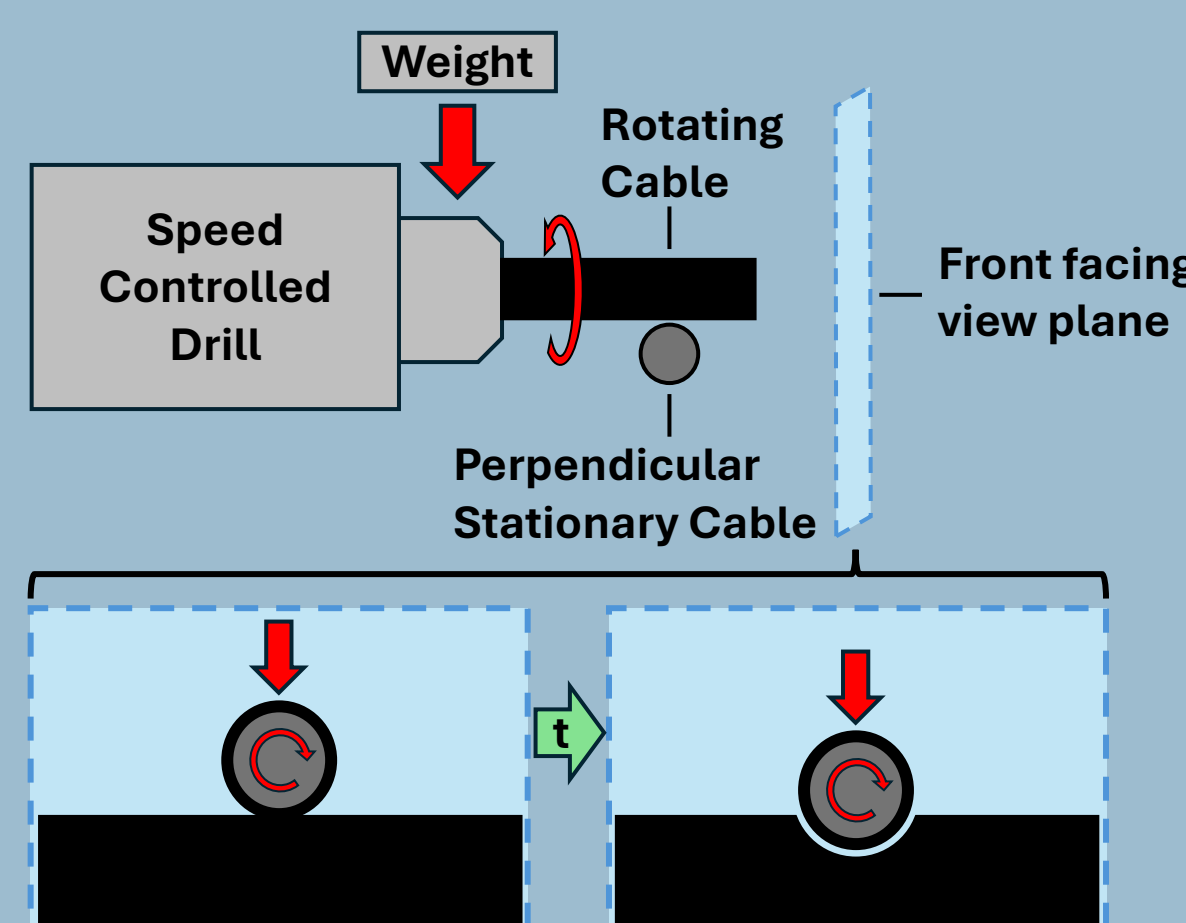 Weight
Rotating
Cable
Speed
Controlled
Drill
Front facing
view plane
Perpendicular
Stationary Cable
t